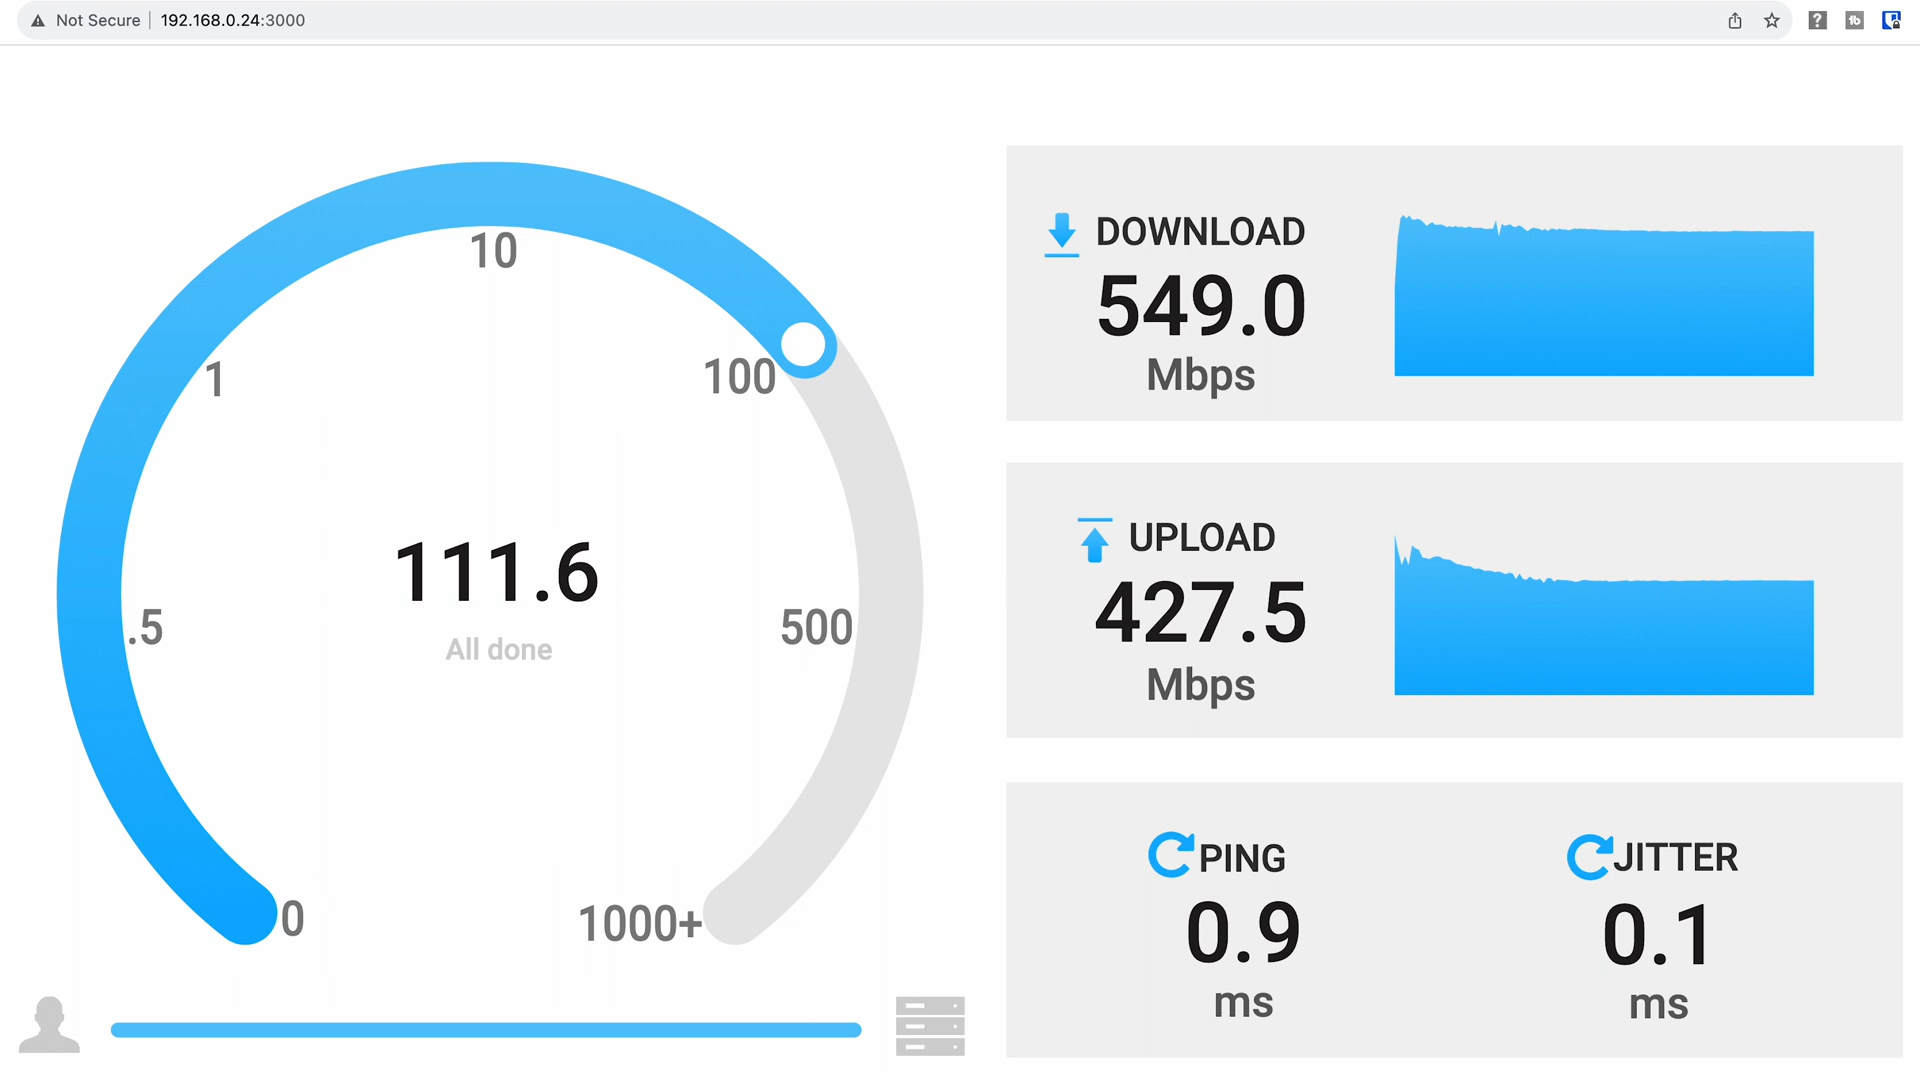 Not Secure 192.168.0.24:3000
10
1
100
111.6
All done
.5
500
0
1000+
DOWNLOAD
549.0
Mbps
UPLOAD
427.5
Mbps
PING
0.9
ms
JITTER
0.1
ms